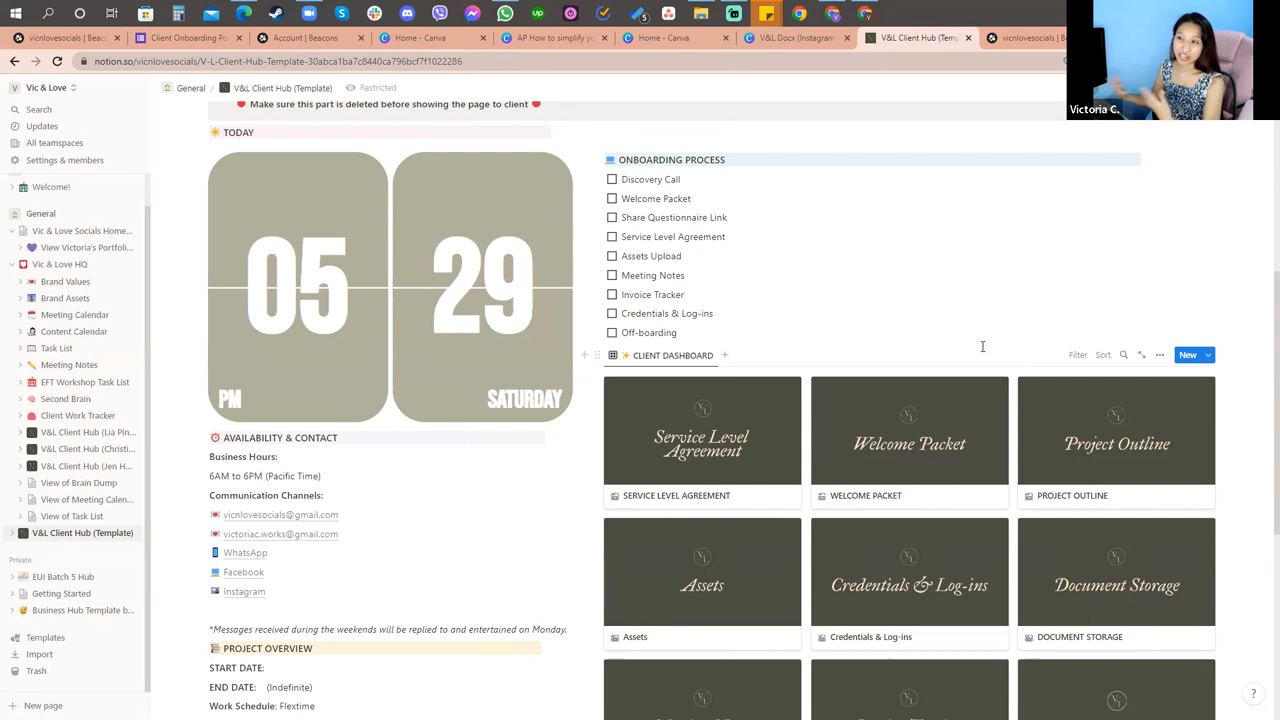 vicnlovesocials | Beac
Client Onboarding Po
Account | Beacons
Home - Canva
AP How to simplify yo
Home - Canva
V&L Docx (Instagram
V&L Client Hub (Temp
vicnlovesocials | B
notion.so/vicnlovesocials/V-L-Client-Hub-Template-30abca1ba7c8440ca796bcf7f1022286
Victoria C.
V
Vic & Love
General / V&L Client Hub (Template)
Restricted
Search
Updates
All teamspaces
Settings & members
Welcome!
General
Vic & Love Socials Home...
View Victoria's Portfoli...
Vic & Love HQ
Brand Values
Brand Assets
Meeting Calendar
Content Calendar
Task List
Meeting Notes
EFT Workshop Task List
Second Brain
Client Work Tracker
V&L Client Hub (Lia Pin...
V&L Client Hub (Christi...
V&L Client Hub (Jen H...
View of Brain Dump
View of Meeting Calen...
View of Task List
V&L Client Hub (Template)
Private
EUI Batch 5 Hub
Getting Started
Business Hub Template b...
Templates
Import
Trash
New page
Make sure this part is deleted before showing the page to client
TODAY
05
29
PM
SATURDAY
AVAILABILITY & CONTACT
Business Hours:
6AM to 6PM (Pacific Time)
Communication Channels:
vicnlovesocials@gmail.com
victoriac.works@gmail.com
WhatsApp
Facebook
Instagram
*Messages received during the weekends will be replied to and entertained on Monday.
PROJECT OVERVIEW
START DATE:
END DATE: (Indefinite)
Work Schedule: Flextime
ONBOARDING PROCESS
Discovery Call
Welcome Packet
Share Questionnaire Link
Service Level Agreement
Assets Upload
Meeting Notes
Invoice Tracker
Credentials & Log-ins
Off-boarding
CLIENT DASHBOARD
Filter
Sort
New
Service Level
Agreement
SERVICE LEVEL AGREEMENT
Welcome Packet
WELCOME PACKET
Project Outline
PROJECT OUTLINE
Assets
Assets
Credentials & Log-ins
Credentials & Log-ins
Document Storage
DOCUMENT STORAGE
?